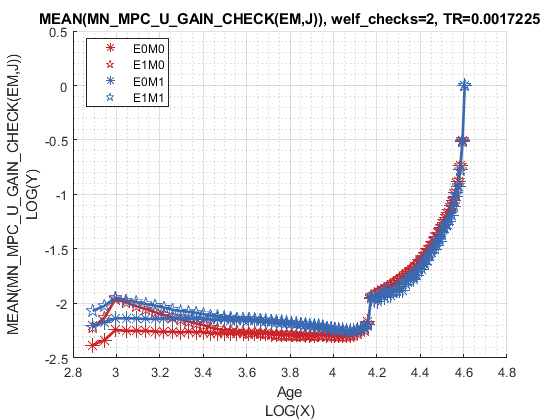 MEAN(MN_MPC_U_GAIN_CHECK(EM,J)), welf_checks=2, TR=0.0017225
E0M0
E1M0
E0M1
E1M1
0.5
0
-0.5
-1
-1.5
-2
-2.5
MEAN(MN_MPC_U_GAIN_CHECK(EM,J))
LOG(Y)
2.8
3
3.2
3.4
3.6
3.8
4
4.2
4.4
4.6
4.8
Age
LOG(X)